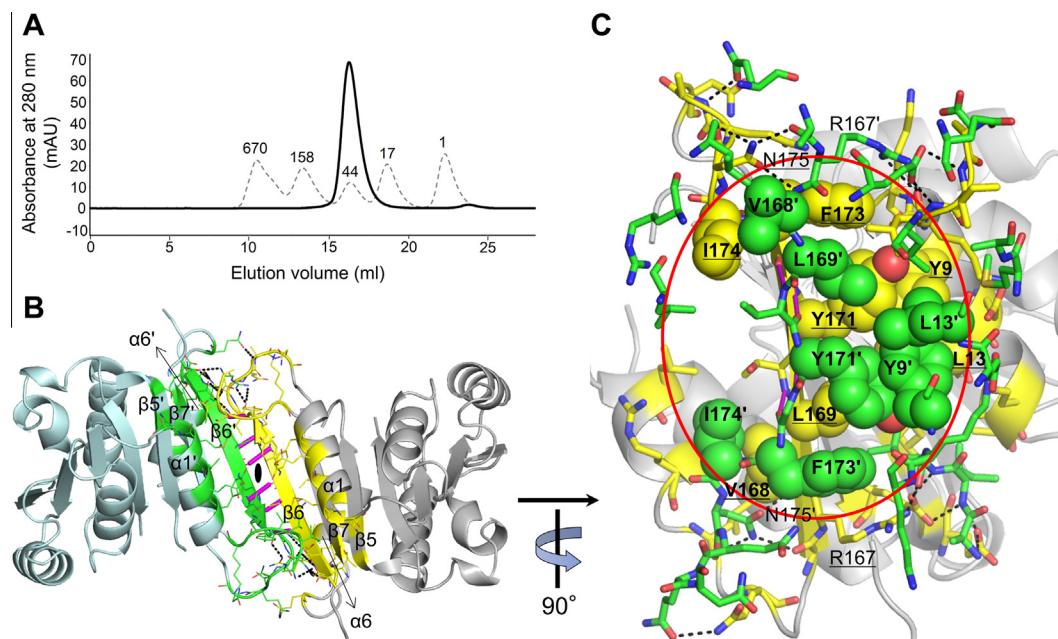 A
Absorbance at 280 nm
(mAU)
70
60
50
40
30
20
10
0
-10
670
158
44
17
1
0
5
10
15
20
25
Elution volume (ml)
B
α6'
β5'
β7'
β6'
α1'
α1
β6
β7
β5
α6
90°
C
R167'
N175
V168'
F173
I174
L169'
Y9
Y171
L13'
Y171'
Y9'
L13
I174'
L169
F173'
V168
N175'
R167